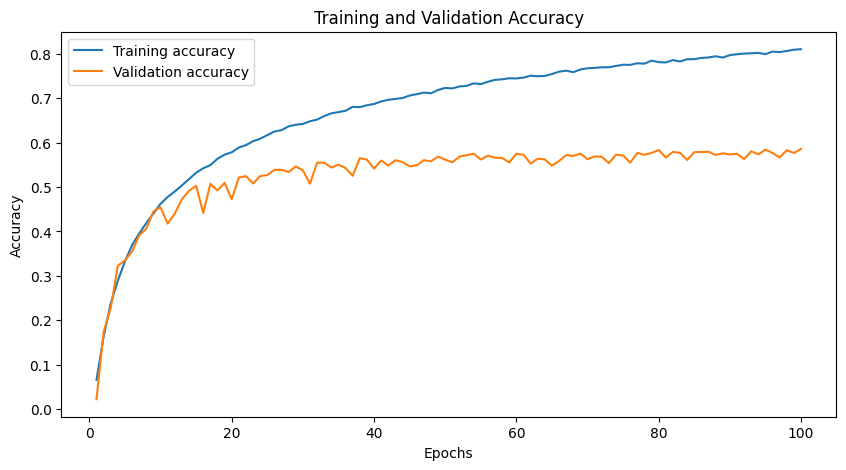 Training and Validation Accuracy
Training accuracy
Validation accuracy
0.8
0.7
0.6
0.5
0.4
0.3
0.2
0.1
0.0
Accuracy
0 20 40 60 80 100
Epochs